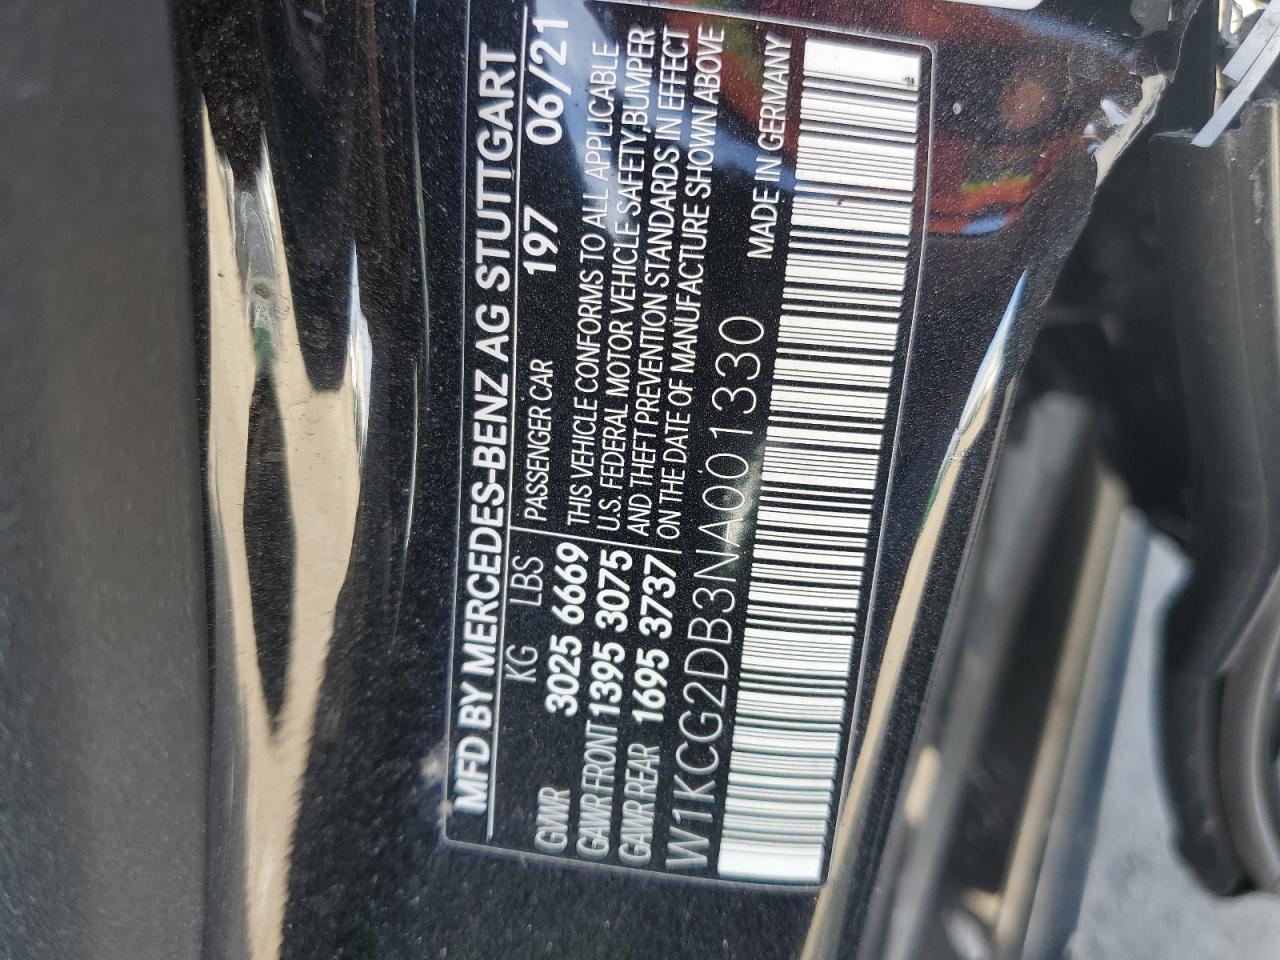 MFD BY MERCEDES-BENZ AG STUTTGART
KG LBS PASSENGER CAR 197 06/21
GVWR 3025 6669 THIS VEHICLE CONFORMS TO ALL APPLICABLE
GAWR FRONT 1395 3075 U.S. FEDERAL MOTOR VEHICLE SAFETY,BUMPER
GAWR REAR 1695 3737 AND THEFT PREVENTION STANDARDS IN EFFECT
ON THE DATE OF MANUFACTURE SHOWN ABOVE
W1KCG2DB3NA001330 MADE IN GERMANY